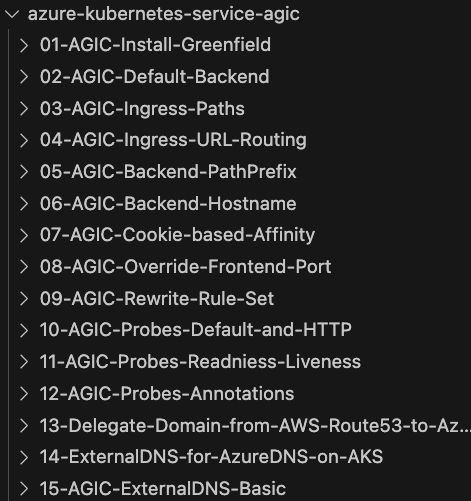 azure-kubernetes-service-agic
01-AGIC-Install-Greenfield
02-AGIC-Default-Backend
03-AGIC-Ingress-Paths
04-AGIC-Ingress-URL-Routing
05-AGIC-Backend-PathPrefix
06-AGIC-Backend-Hostname
07-AGIC-Cookie-based-Affinity
08-AGIC-Override-Frontend-Port
09-AGIC-Rewrite-Rule-Set
10-AGIC-Probes-Default-and-HTTP
11-AGIC-Probes-Readniess-Liveness
12-AGIC-Probes-Annotations
13-Delegate-Domain-from-AWS-Route53-to-Az...
14-ExternalDNS-for-AzureDNS-on-AKS
15-AGIC-ExternalDNS-Basic